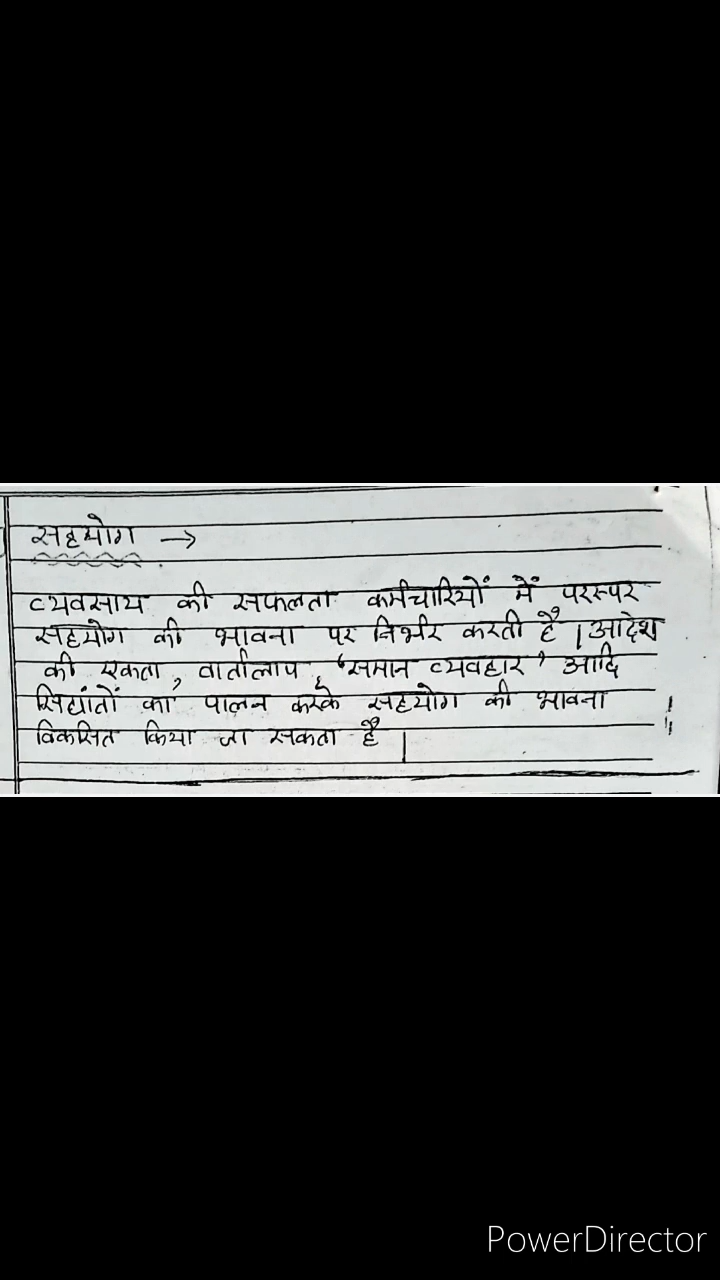 सहयोग →
व्यवसाय की सफलता कर्मचारियों में परस्पर
सहयोग की भावना पर निर्भर करती है | आदेश
की एकता, वार्तालाप, 'समान व्यवहार' आदि
सिद्यांतों का पालन करके सहयोग की भावना
विकसित किया जा सकता है |
PowerDirector